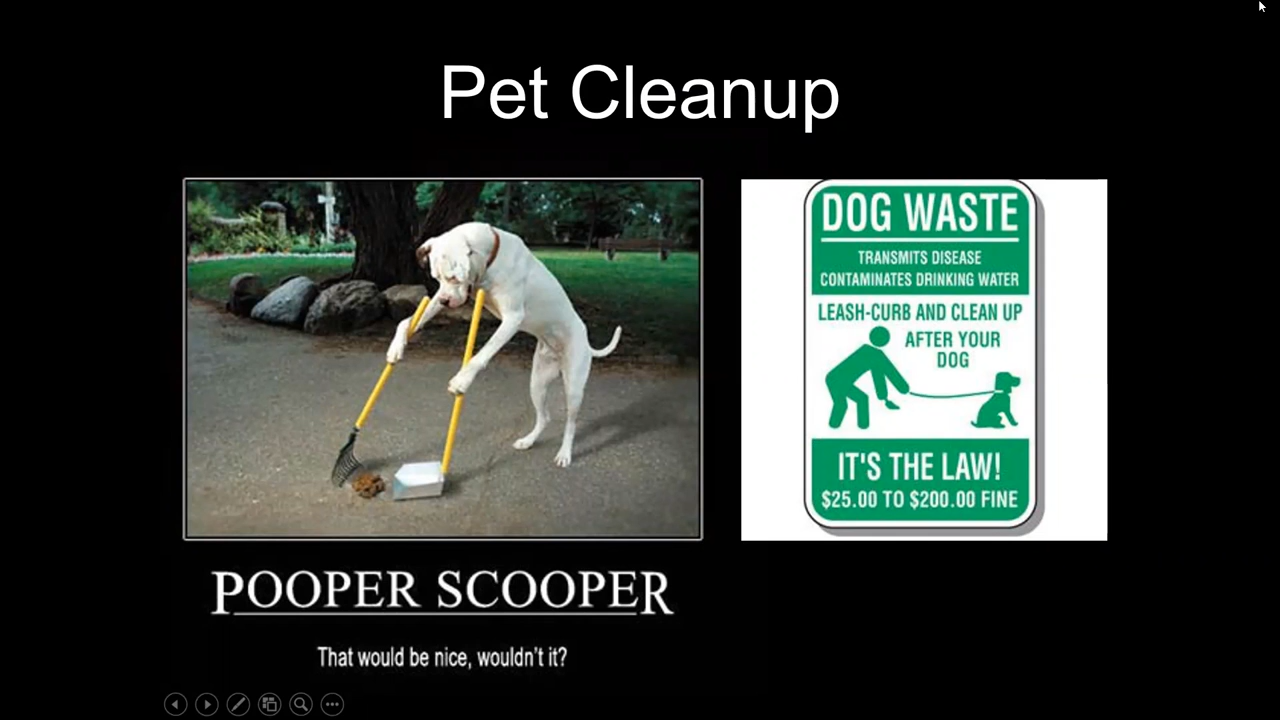 Pet Cleanup
POOPER SCOOPER
That would be nice, wouldn't it?
DOG WASTE
TRANSMITS DISEASE
CONTAMINATES DRINKING WATER
LEASH-CURB AND CLEAN UP
AFTER YOUR
DOG
IT'S THE LAW!
$25.00 TO $200.00 FINE